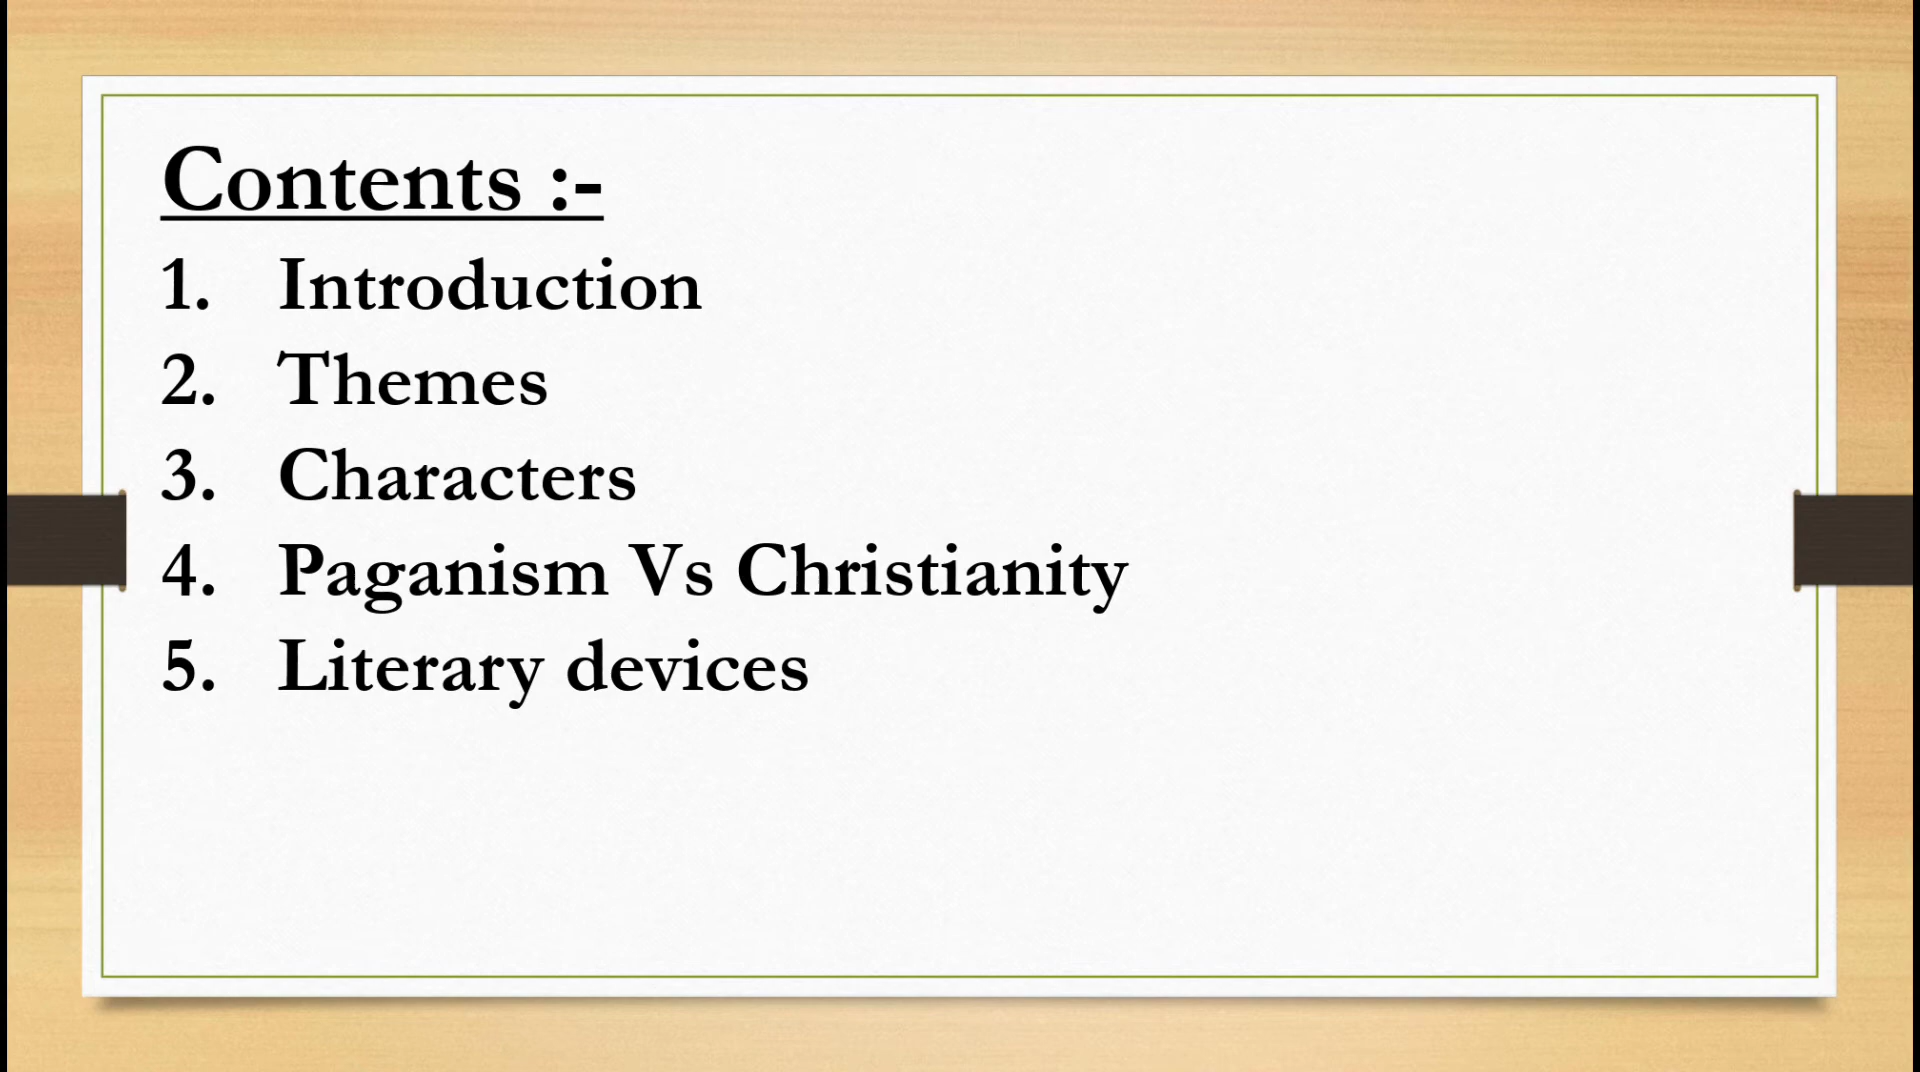 Contents :-
1. Introduction
2. Themes
3. Characters
4. Paganism Vs Christianity
5. Literary devices